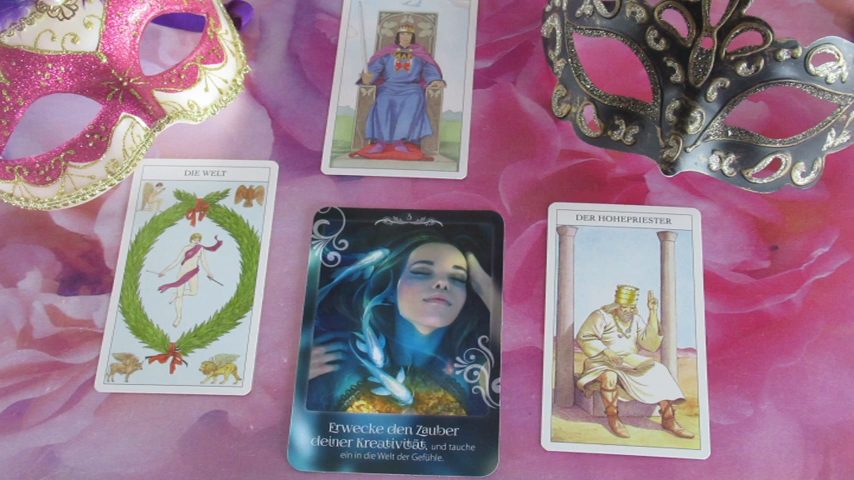 DIE WELT
DER HOHEPRIESTER
3
Erwecke den Zauber
deiner Kreativität, und tauche
ein in die Welt der Gefühle.